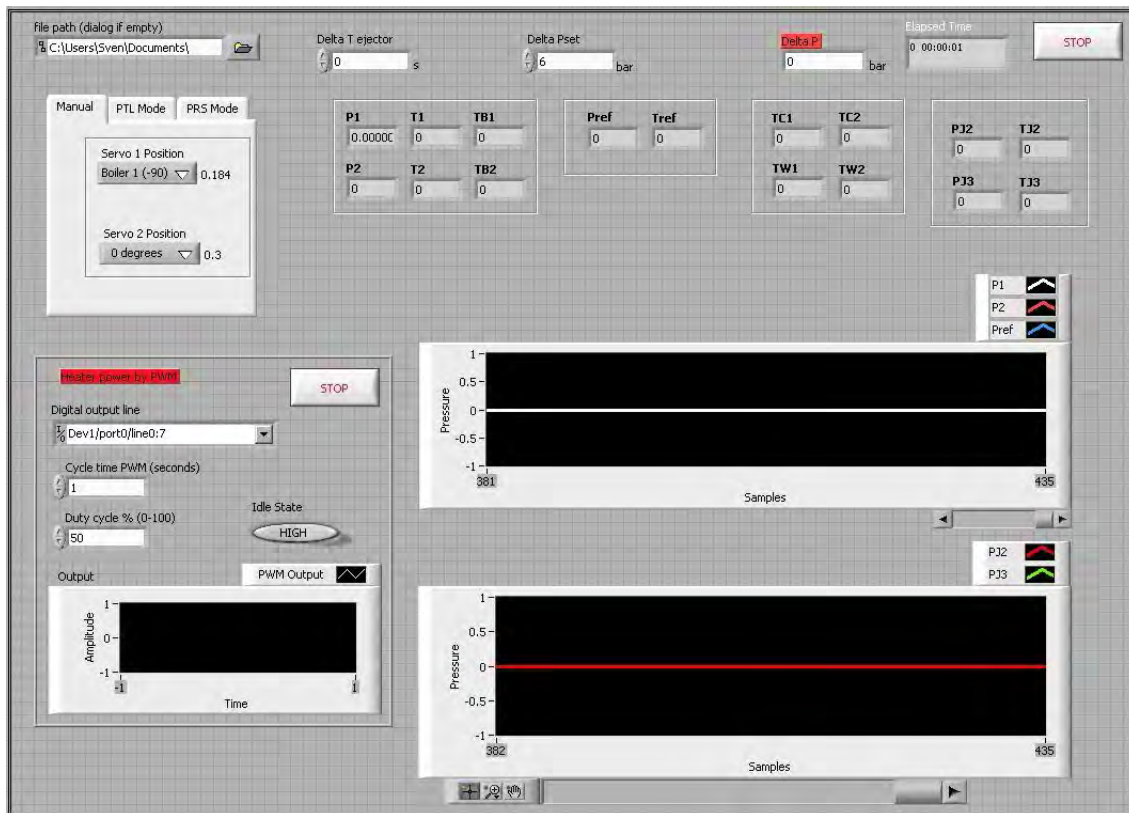 file path (dialog if empty)
C:\Users\Sven\Documents\
Delta T ejector
0 s
Delta Pset
6 bar
Delta P
0 bar
Elapsed Time
0 00:00:01
STOP
Manual PTL Mode PRS Mode
Servo 1 Position
Boiler 1 (-90) 0.184
Servo 2 Position
0 degrees 0.3
P1 T1 TB1
0.0000C 0 0
P2 T2 TB2
0 0 0
Pref Tref
0 0
TC1 TC2
0 0
TW1 TW2
0 0
PJ2 TJ2
0 0
PJ3 TJ3
0 0
Heater power by PWM
STOP
Digital output line
Dev1/port0/line0:7
Cycle time PWM (seconds)
1
Duty cycle % (0-100)
50
Idle State
HIGH
Output
PWM Output
Amplitude
1
0
-1
-1 1
Time
P1
P2
Pref
Pressure
1
0.5
0
-0.5
-1
381 435
Samples
PJ2
PJ3
Pressure
1
0.5
0
-0.5
-1
382 435
Samples